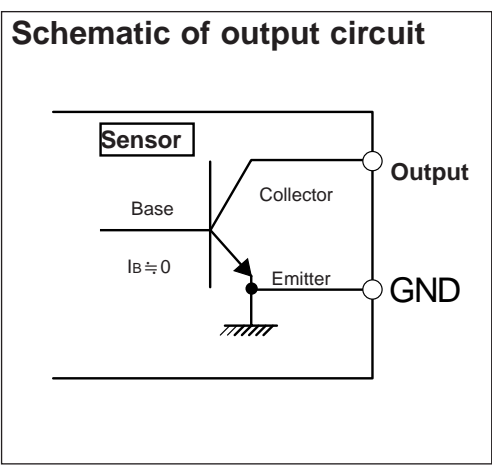 Schematic of output circuit
Sensor
Output
Collector
Base
IB≒0
Emitter
GND